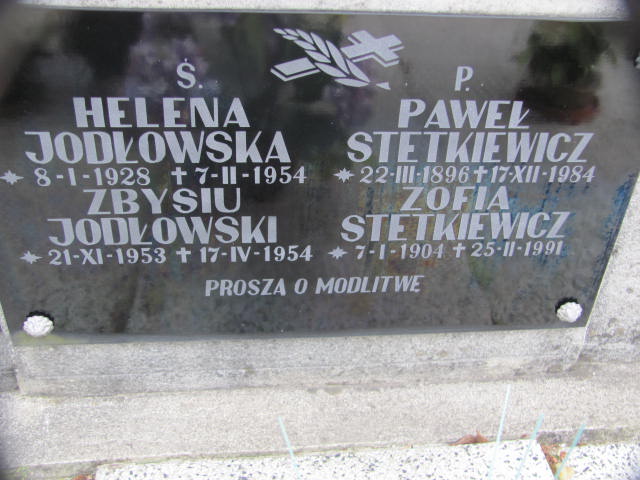 Ś. P.
HELENA
JODŁOWSKA
* 8-I-1928 † 7-II-1954
ZBYSIU
JODŁOWSKI
* 21-XI-1953 † 17-IV-1954
PAWEŁ
STETKIEWICZ
* 22-III-1896 † 17-XII-1984
ZOFIA
STETKIEWICZ
* 7-I-1904 † 25-II-1991
PROSZĄ O MODLITWĘ